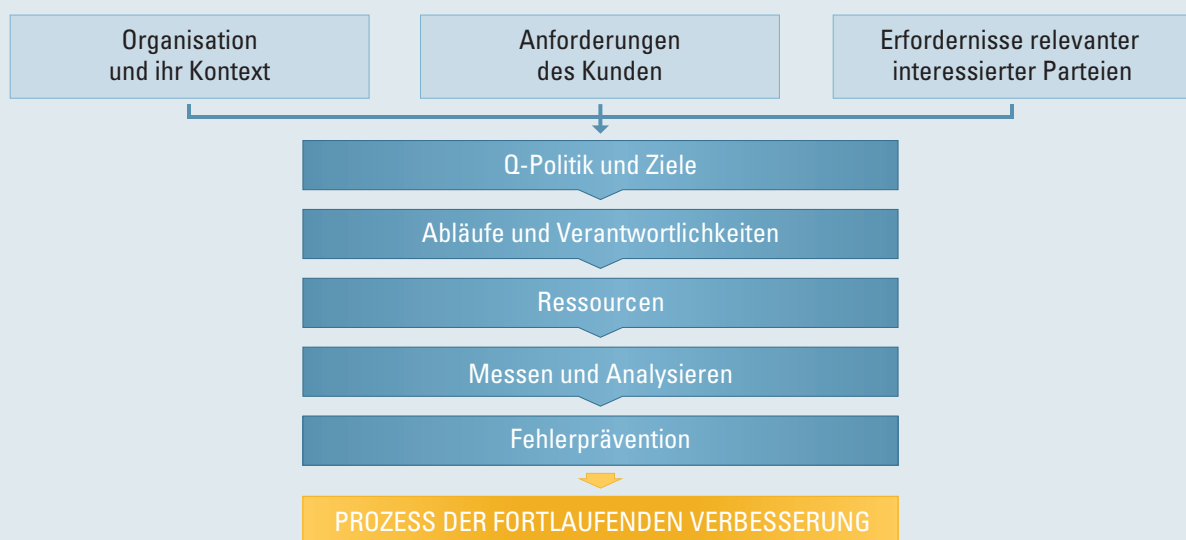 Organisation
und ihr Kontext
Anforderungen
des Kunden
Erfordernisse relevanter
interessierter Parteien
Q-Politik und Ziele
Abläufe und Verantwortlichkeiten
Ressourcen
Messen und Analysieren
Fehlerprävention
PROZESS DER FORTLAUFENDEN VERBESSERUNG